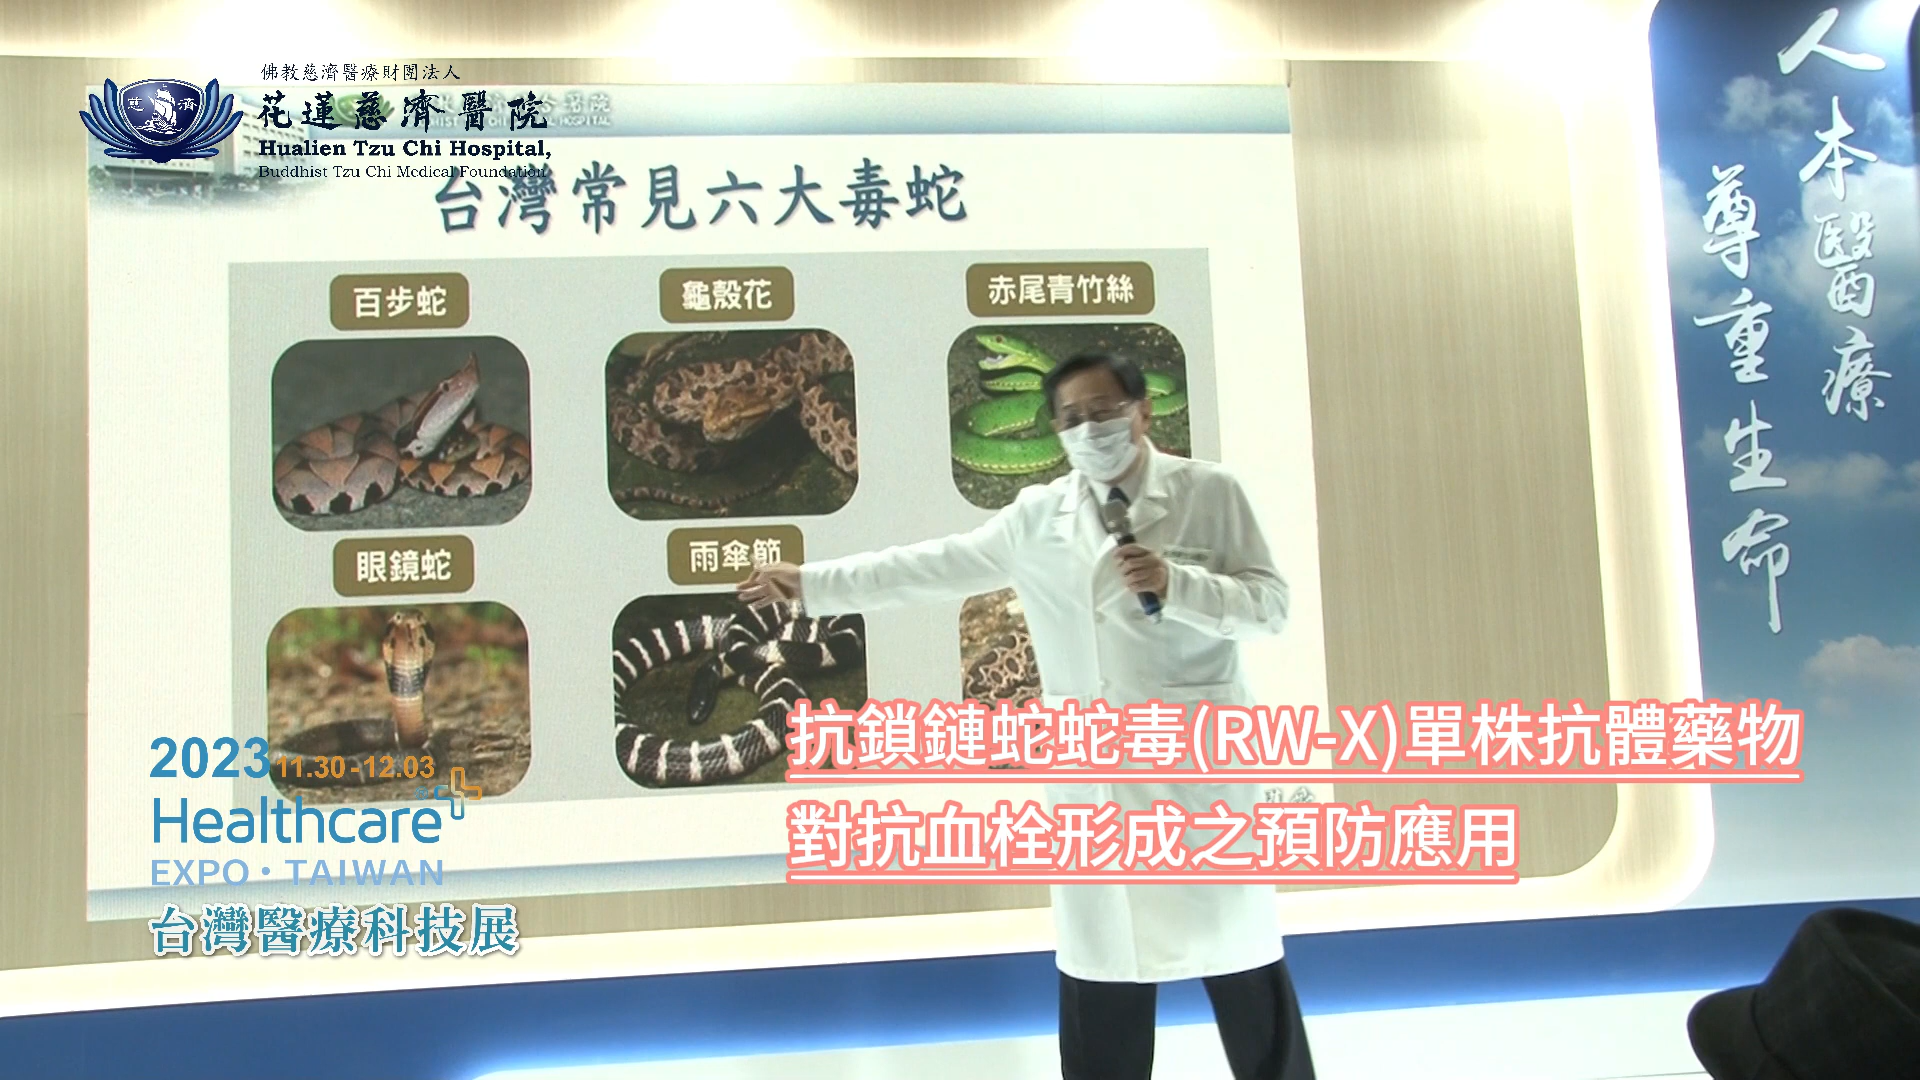 佛教慈濟醫療財團法人
花蓮慈濟醫院
Hualien Tzu Chi Hospital,
Buddhist Tzu Chi Medical Foundation
台灣常見六大毒蛇
百步蛇
龜殼花
赤尾青竹絲
眼鏡蛇
雨傘節
人本醫療
尊重生命
抗鎖鏈蛇蛇毒(RW-X)單株抗體藥物
對抗血栓形成之預防應用
2023 11.30-12.03
Healthcare+
EXPO·TAIWAN
台灣醫療科技展